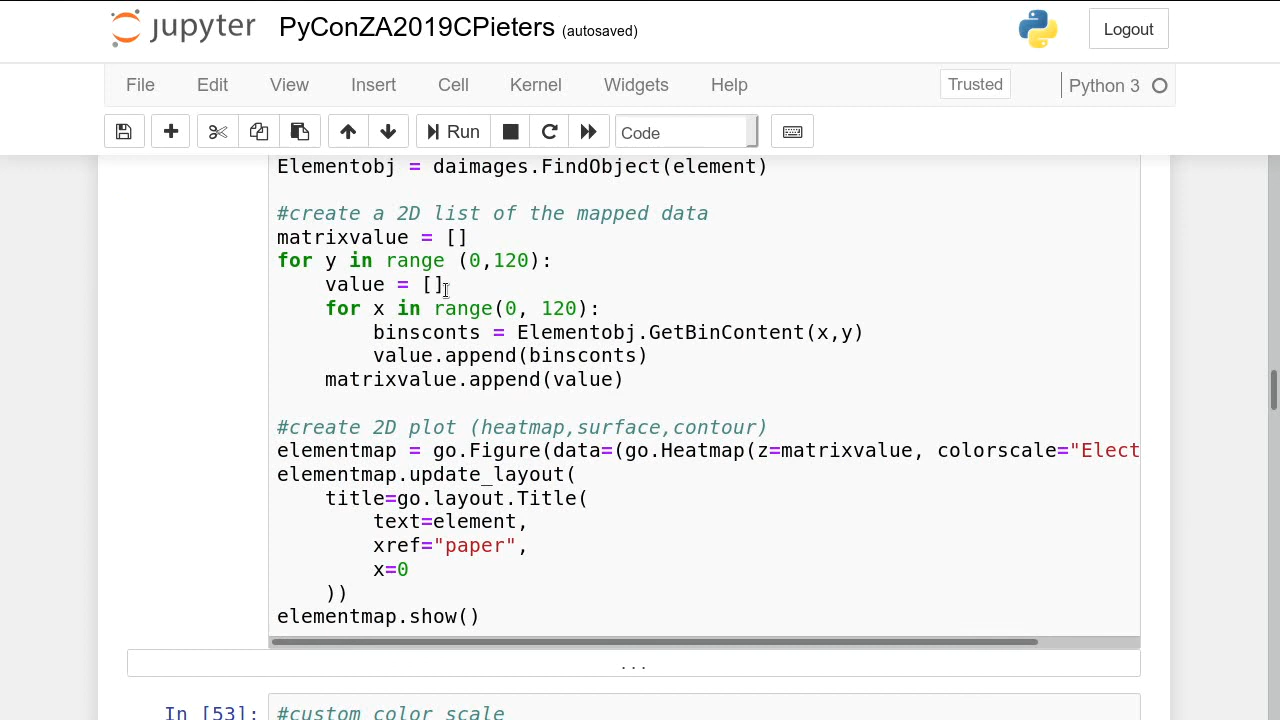 jupyter PyConZA2019CPieters (autosaved) Logout
File Edit View Insert Cell Kernel Widgets Help Trusted Python 3
Run Code
Elementobj = daimages.FindObject(element)
#create a 2D list of the mapped data
matrixvalue = []
for y in range (0,120):
    value = []
    for x in range(0, 120):
        binsconts = Elementobj.GetBinContent(x,y)
        value.append(binsconts)
    matrixvalue.append(value)
#create 2D plot (heatmap,surface,contour)
elementmap = go.Figure(data=(go.Heatmap(z=matrixvalue, colorscale="Elect
elementmap.update_layout(
    title=go.layout.Title(
        text=element,
        xref="paper",
        x=0
    ))
elementmap.show()
...
In [53]: #custom color scale